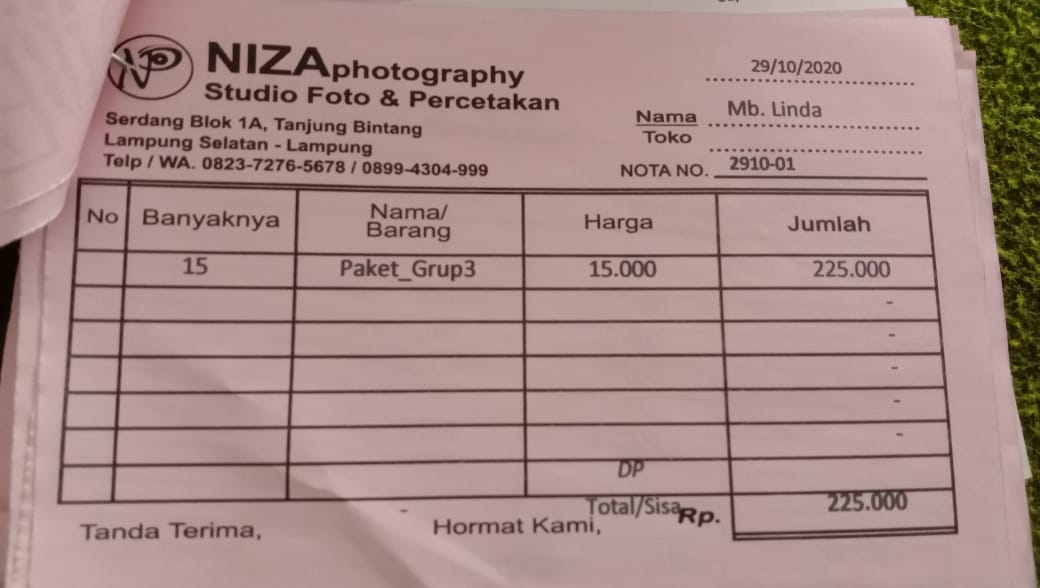 NP
NIZAphotography
Studio Foto & Percetakan
Serdang Blok 1A, Tanjung Bintang
Lampung Selatan - Lampung
Telp / WA. 0823-7276-5678 / 0899-4304-999
29/10/2020
Nama Mb. Linda
Toko
NOTA NO. 2910-01
No Banyaknya Nama/ Barang Harga Jumlah
15 Paket_Grup3 15.000 225.000
-
-
-
-
-
DP
- Total/Sisa Rp. 225.000
Tanda Terima, Hormat Kami,